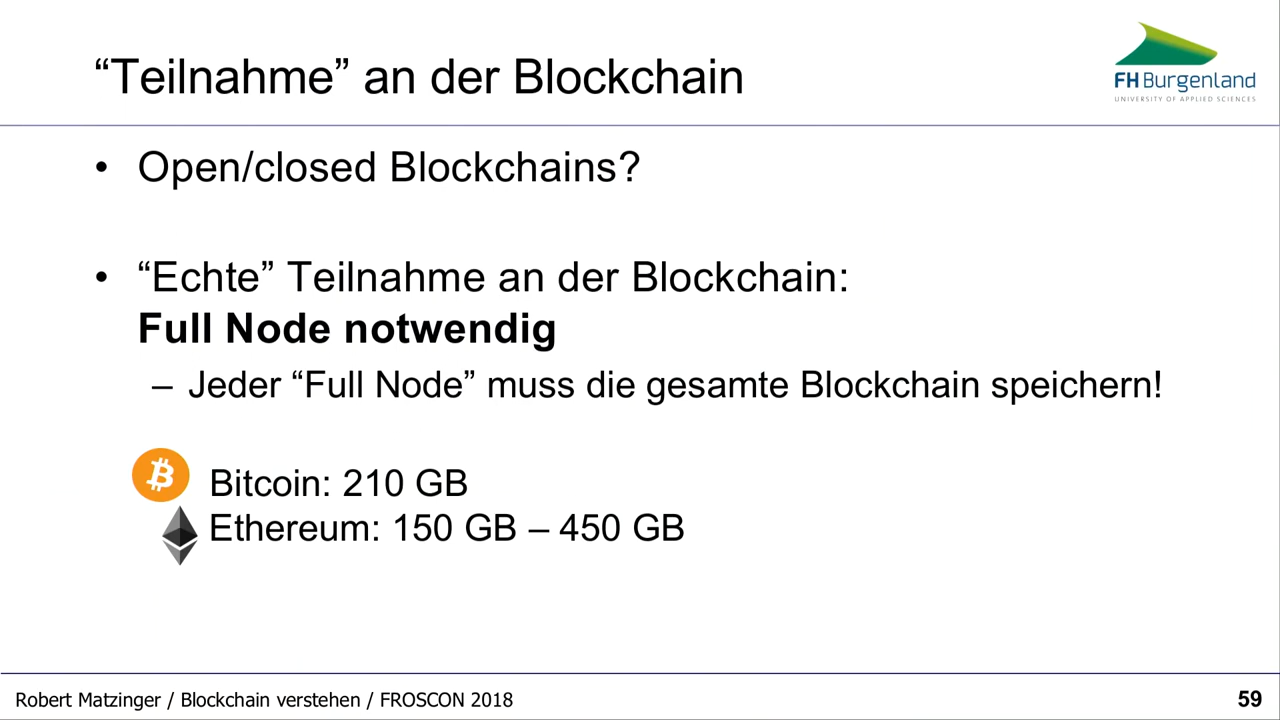 “Teilnahme” an der Blockchain
FH Burgenland
UNIVERSITY OF APPLIED SCIENCES
• Open/closed Blockchains?
• “Echte” Teilnahme an der Blockchain:
Full Node notwendig
– Jeder “Full Node” muss die gesamte Blockchain speichern!
Bitcoin: 210 GB
Ethereum: 150 GB – 450 GB
Robert Matzinger / Blockchain verstehen / FROSCON 2018
59